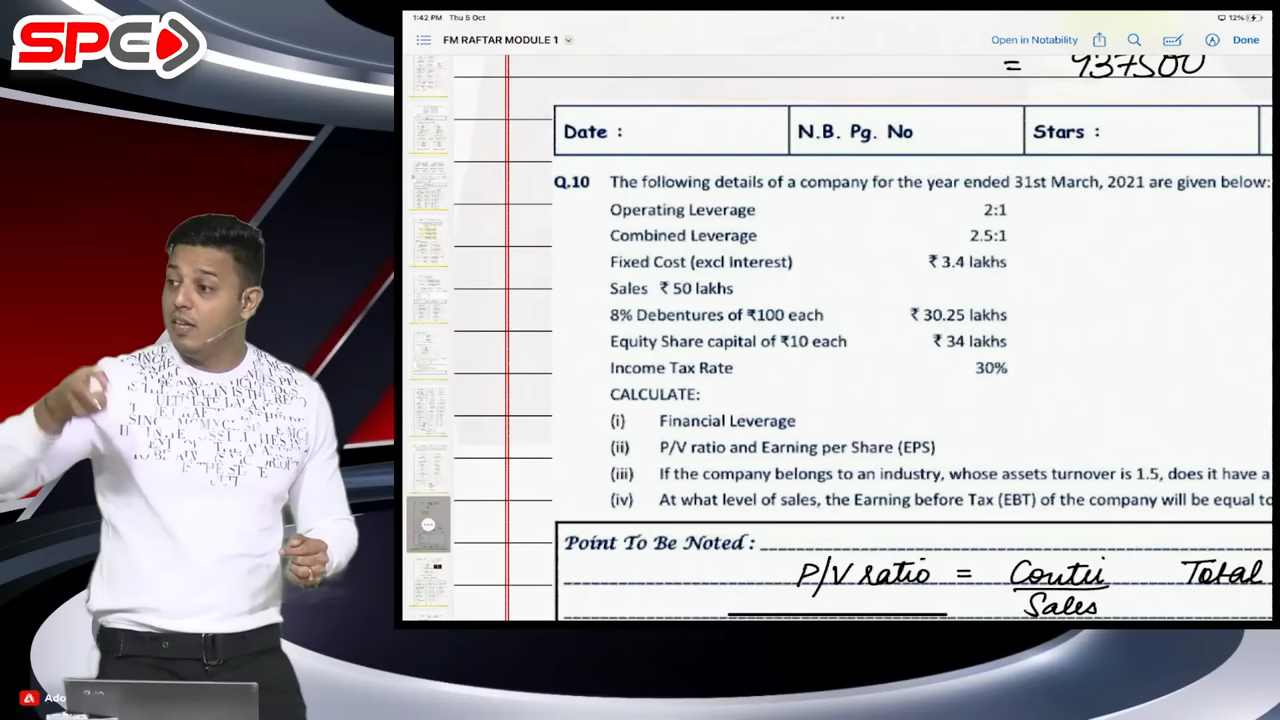 SPED
1:42 PM Thu 5 Oct
12%
FM RAFTAR MODULE 1
Open in Notability
Done
= 937500
Date :
N.B. Pg. No
Stars :
Q.10 The following details of a company for the year ended 31st March, 2021 are given below:
Operating Leverage 2:1
Combined Leverage 2.5:1
Fixed Cost (excl Interest) ₹ 3.4 lakhs
Sales ₹ 50 lakhs
8% Debentures of ₹100 each ₹ 30.25 lakhs
Equity Share capital of ₹10 each ₹ 34 lakhs
Income Tax Rate 30%
CALCULATE:
(i) Financial Leverage
(ii) P/V ratio and Earning per Share (EPS)
(iii) If the company belongs to an industry, whose assets turnover is 1.5, does it have a
(iv) At what level of sales, the Earning before Tax (EBT) of the company will be equal to
Point To Be Noted :
P/V ratio = Contri Total
Sales
Ado